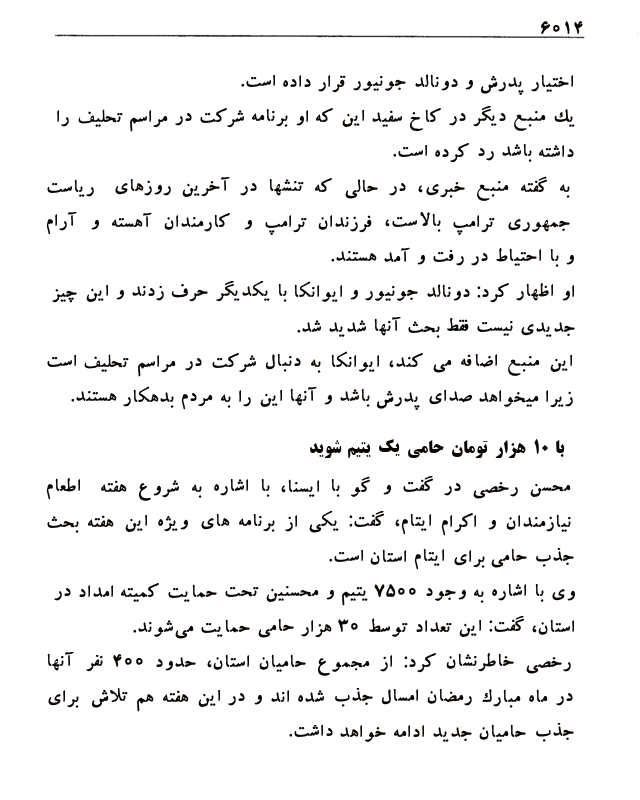 ۶۰۱۴
اختیار پدرش و دونالد جونیور قرار داده است.
یك منبع دیگر در کاخ سفید این که او برنامه شرکت در مراسم تحلیف را
داشته باشد رد کرده است.
به گفته منبع خبری، در حالی که تنشها در آخرین روزهای ریاست
جمهوری ترامپ بالاست، فرزندان ترامپ و کارمندان آهسته و آرام
و با احتیاط در رفت و آمد هستند.
او اظهار کرد: دونالد جونیور و ایوانکا با یکدیگر حرف زدند و این چیز
جدیدی نیست فقط بحث آنها شدید شد.
این منبع اضافه می کند، ایوانکا به دنبال شرکت در مراسم تحلیف است
زیرا میخواهد صدای پدرش باشد و آنها این را به مردم بدهکار هستند.
با ۱۰ هزار تومان حامی یک یتیم شوید
محسن رخصی در گفت و گو با ایسنا، با اشاره به شروع هفته اطعام
نیازمندان و اکرام ایتام، گفت: یکی از برنامه های ویژه این هفته بحث
جذب حامی برای ایتام استان است.
وی با اشاره به وجود ۷۵۰۰ یتیم و محسنین تحت حمایت کمیته امداد در
استان، گفت: این تعداد توسط ۳۰ هزار حامی حمایت می‌شوند.
رخصی خاطرنشان کرد: از مجموع حامیان استان، حدود ۴۰۰ نفر آنها
در ماه مبارك رمضان امسال جذب شده اند و در این هفته هم تلاش برای
جذب حامیان جدید ادامه خواهد داشت.